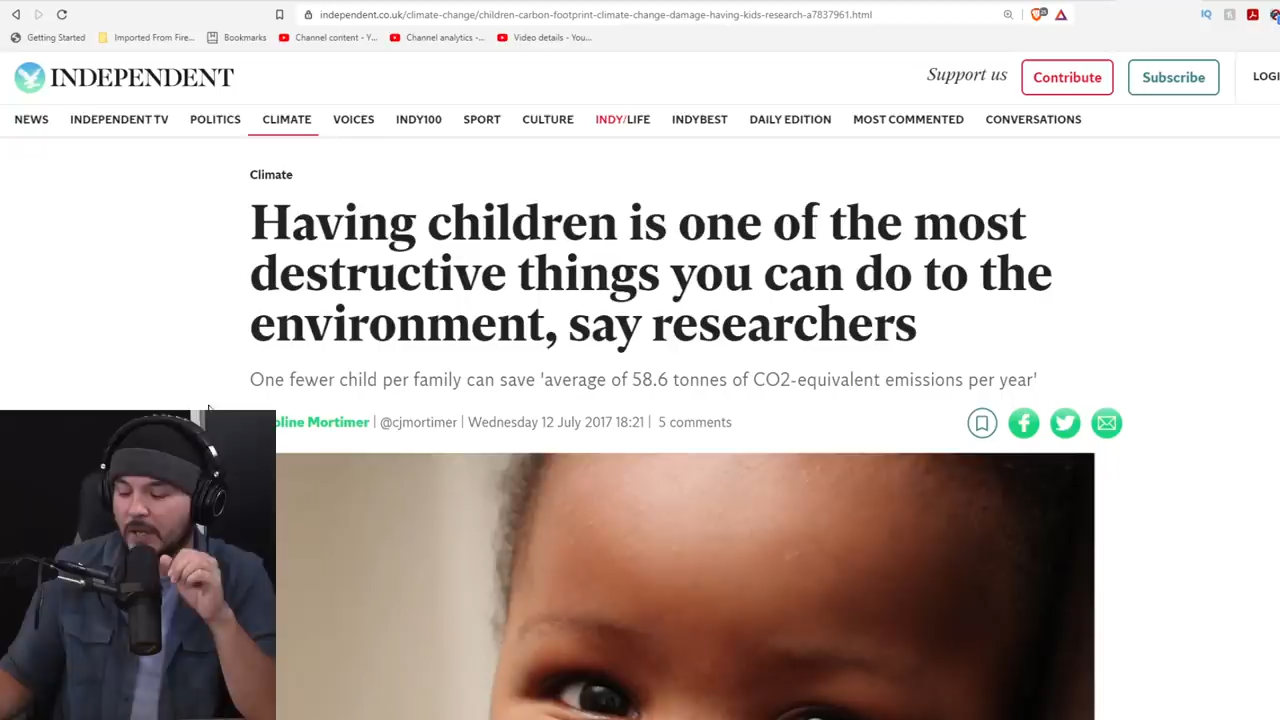 independent.co.uk/climate-change/children-carbon-footprint-climate-change-damage-having-kids-research-a7837961.html
IQ
Getting Started Imported From Fire... Bookmarks Channel content - Y... Channel analytics -... Video details - You...
INDEPENDENT
Support us Contribute Subscribe LOGI
NEWS INDEPENDENT TV POLITICS CLIMATE VOICES INDY100 SPORT CULTURE INDY/LIFE INDYBEST DAILY EDITION MOST COMMENTED CONVERSATIONS
Climate
Having children is one of the most
destructive things you can do to the
environment, say researchers
One fewer child per family can save 'average of 58.6 tonnes of CO2-equivalent emissions per year'
oline Mortimer | @cjmortimer | Wednesday 12 July 2017 18:21 | 5 comments